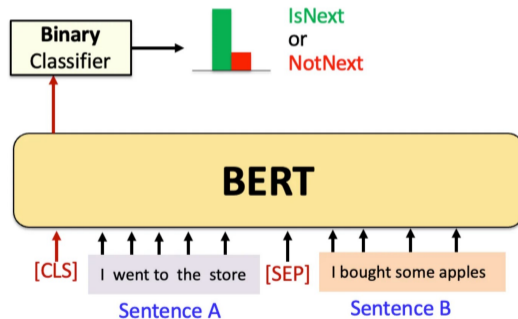 Binary
Classifier
IsNext
or
NotNext
BERT
[CLS] I went to the store [SEP] I bought some apples
Sentence A Sentence B